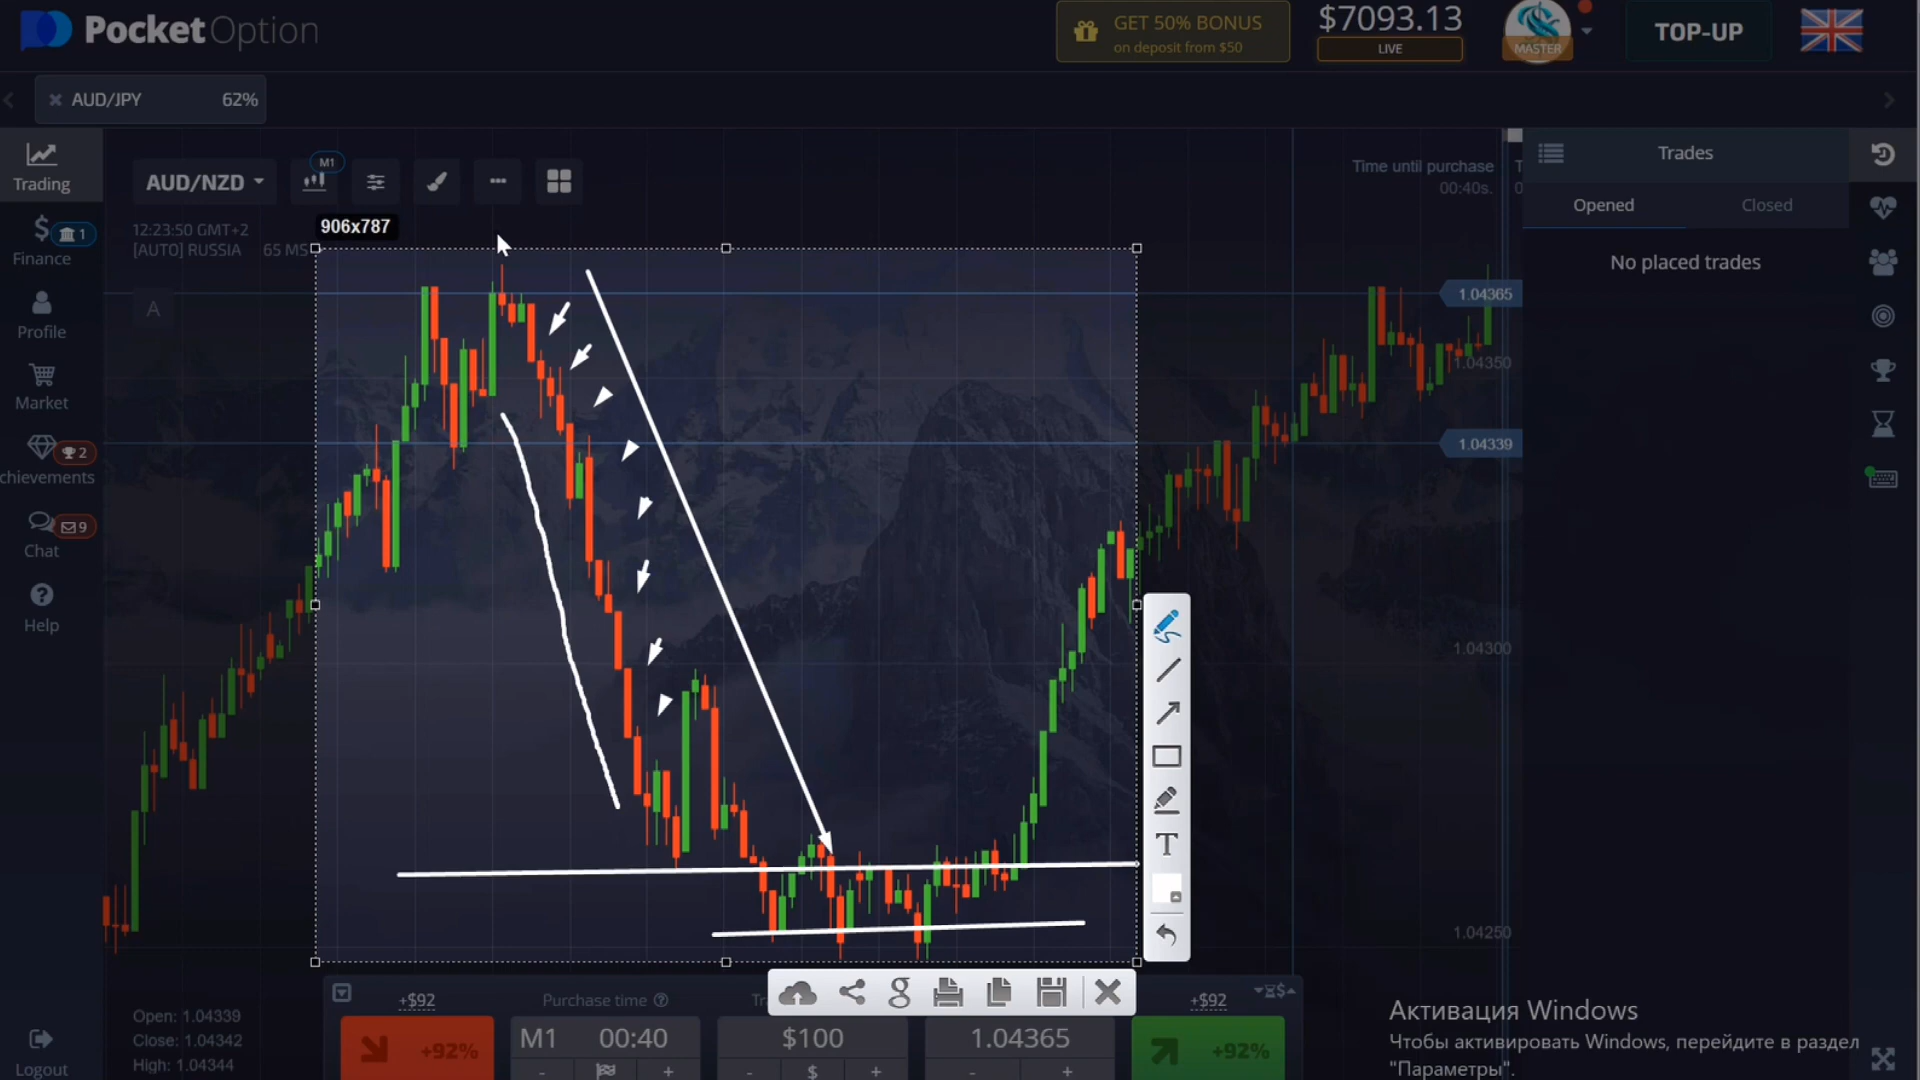 PocketOption
GET 50% BONUS
on deposit from $50
$7093.13
LIVE
MASTER
TOP-UP
AUD/JPY 62%
Trading
M1
AUD/NZD
Time until purchase
00:40s.
Trades
Opened
Closed
No placed trades
12:23:50 GMT+2
[AUTO] RUSSIA 65 MS
906x787
1
Finance
A
Profile
Market
2
chievements
9
Chat
Help
1.04365
1.04350
1.04339
1.04300
1.04250
T
Open: 1.04339
Close: 1.04342
High: 1.04344
Logout
+$92
Purchase time
+$92
+92%
M1 00:40
$100
1.04365
+92%
- +
- $ +
- +
Активация Windows
Чтобы активировать Windows, перейдите в раздел
"Параметры".